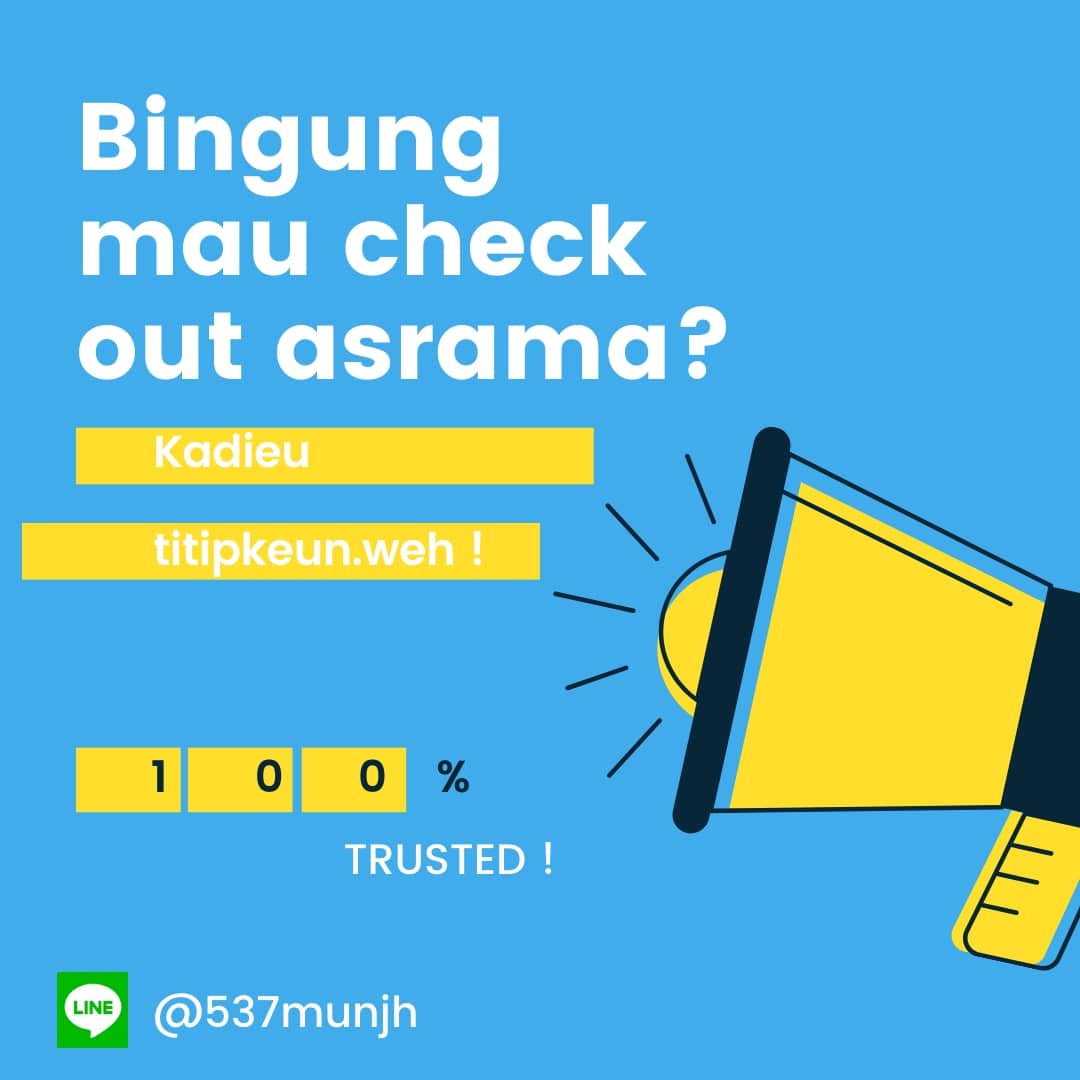 Bingung
mau check
out asrama?
Kadieu
titipkeun.weh !
1 0 0 %
TRUSTED !
LINE @537munjh